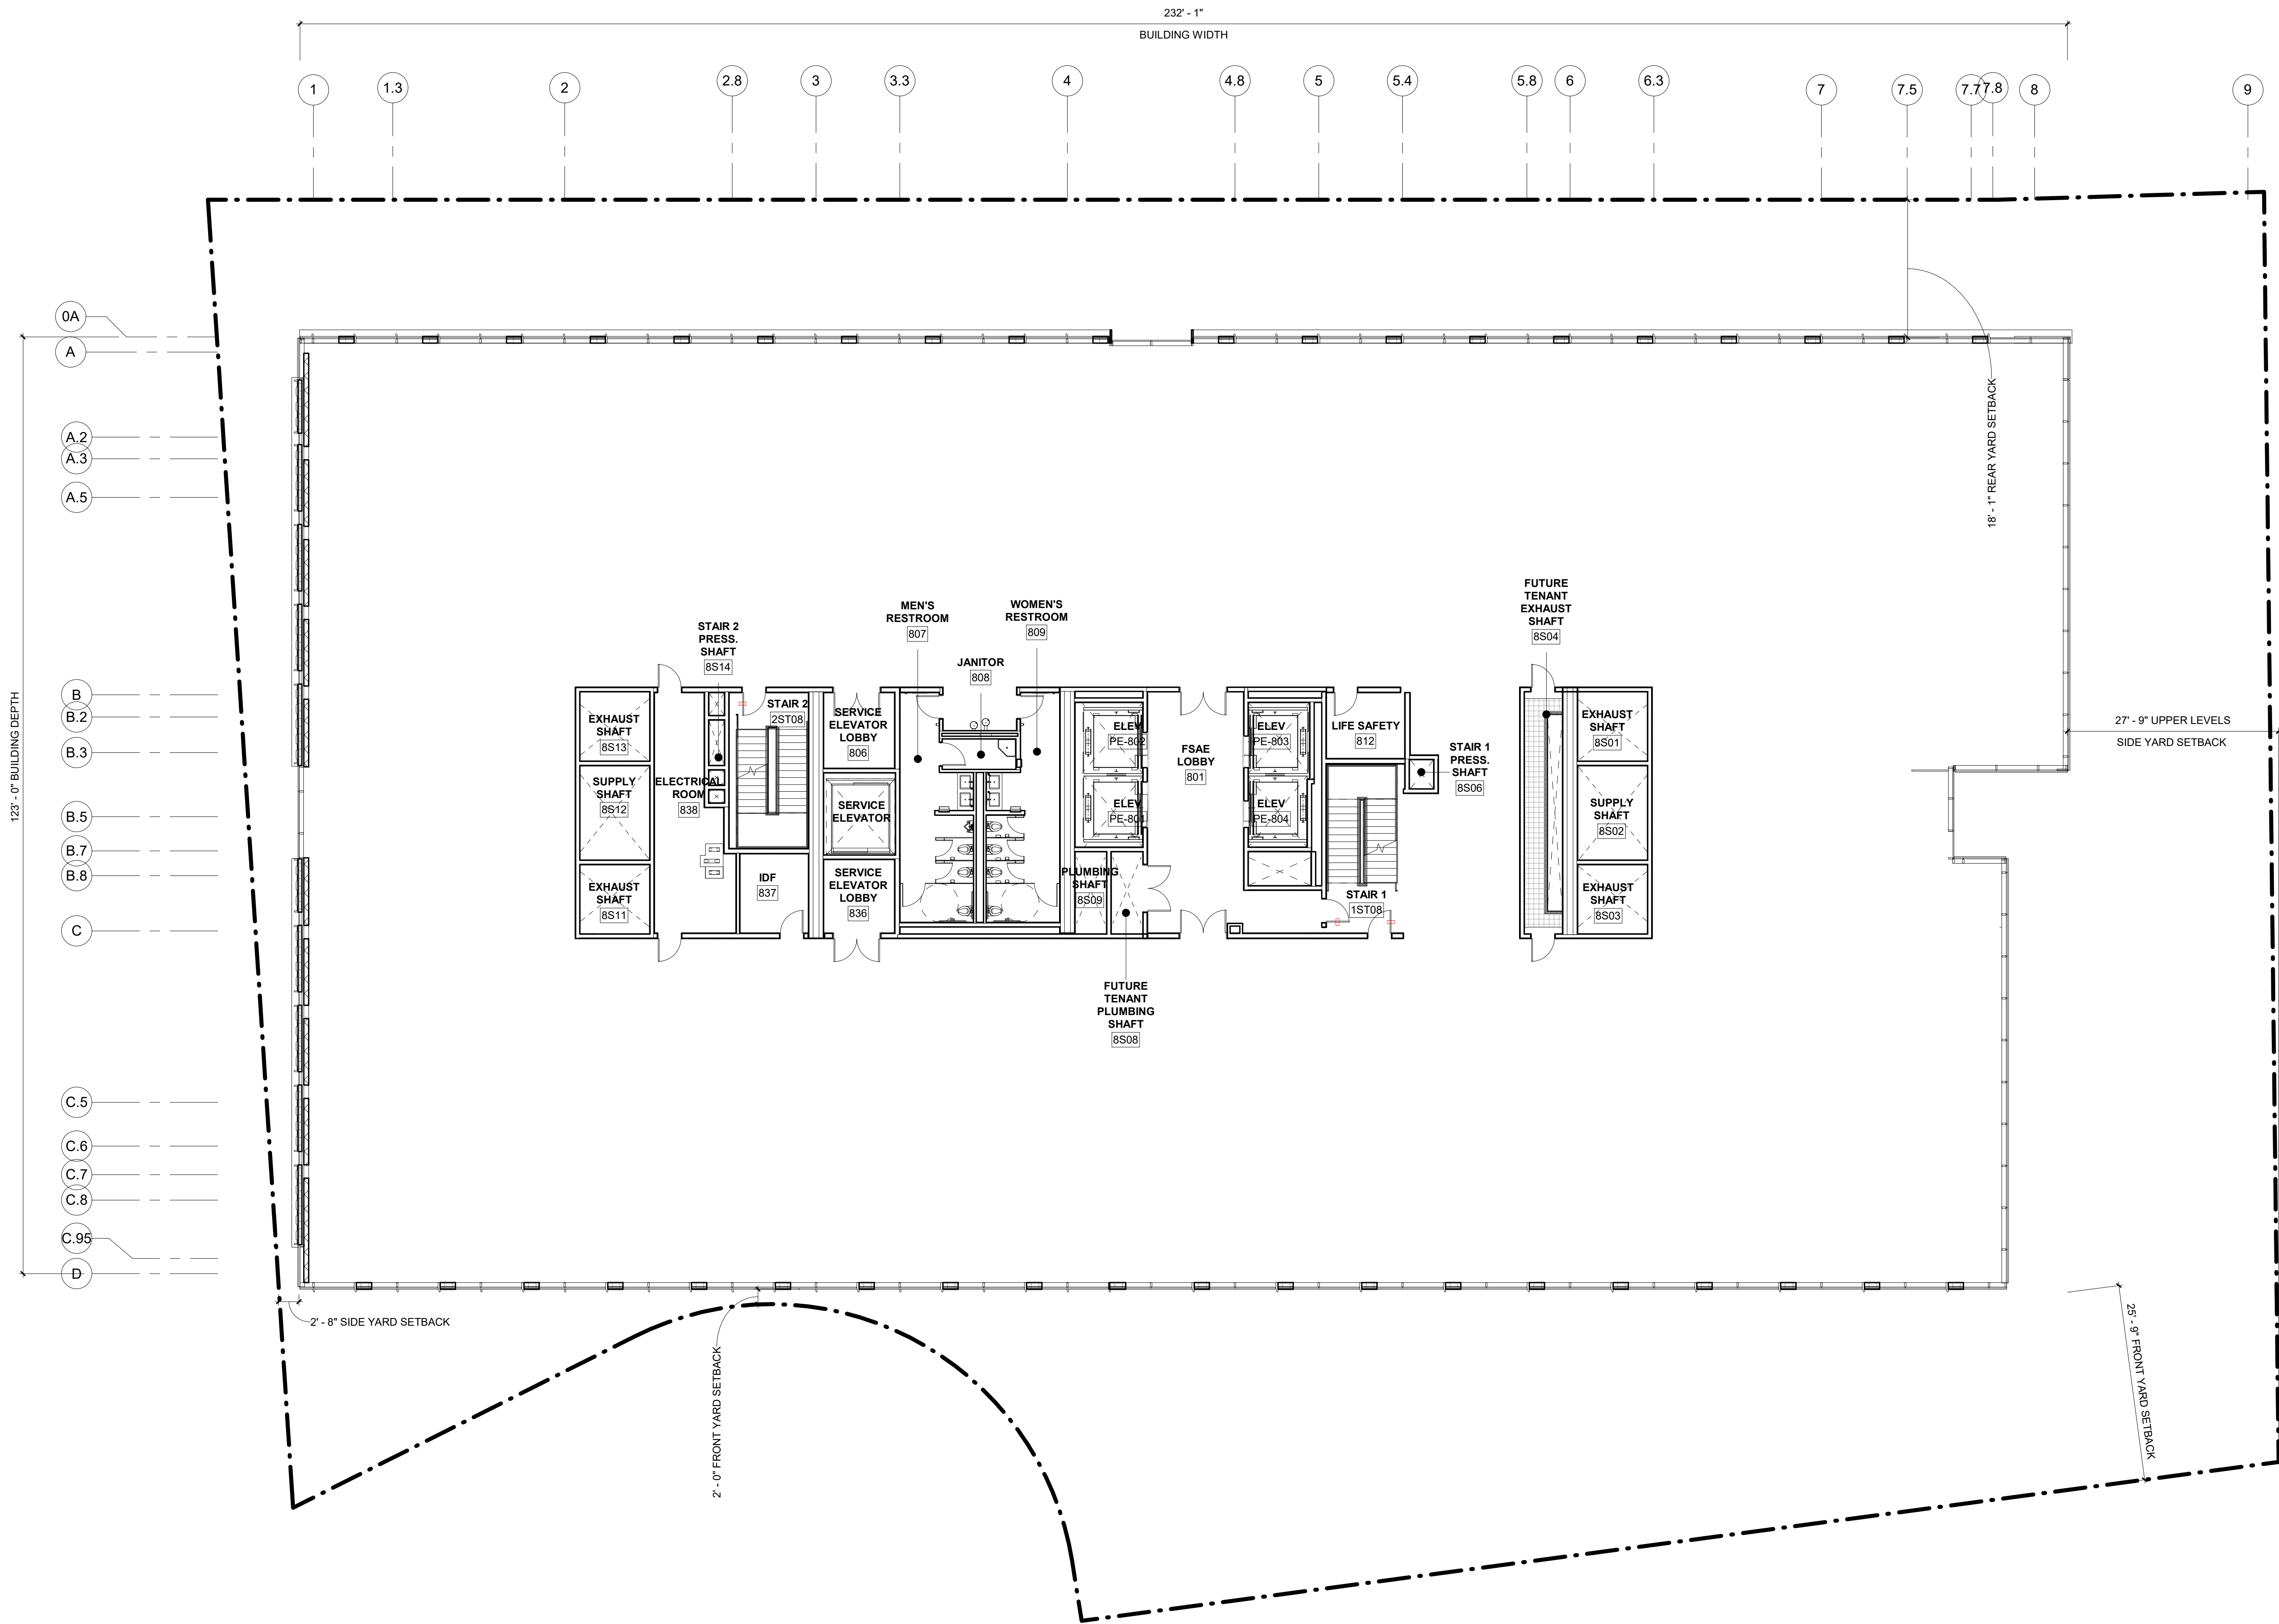 232' - 1"
BUILDING WIDTH
1
1.3
2
2.8
3
3.3
4
4.8
5
5.4
5.8
6
6.3
7
7.5
7.7
7.8
8
9
0A
A
A.2
A.3
A.5
B
B.2
B.3
B.5
B.7
B.8
C
C.5
C.6
C.7
C.8
C.95
D
123' - 0" BUILDING DEPTH
18' - 1" REAR YARD SETBACK
27' - 9" UPPER LEVELS
SIDE YARD SETBACK
STAIR 2
PRESS.
SHAFT
8S14
MEN'S
RESTROOM
807
JANITOR
808
WOMEN'S
RESTROOM
809
FUTURE
TENANT
EXHAUST
SHAFT
8S04
EXHAUST
SHAFT
8S13
SUPPLY
SHAFT
8S12
EXHAUST
SHAFT
8S11
ELECTRICAL
ROOM
838
STAIR 2
2ST08
IDF
837
SERVICE
ELEVATOR
LOBBY
806
SERVICE
ELEVATOR
SERVICE
ELEVATOR
LOBBY
836
ELEV
PE-802
ELEV
PE-801
PLUMBING
SHAFT
8S09
FSAE
LOBBY
801
ELEV
PE-803
ELEV
PE-804
LIFE SAFETY
812
STAIR 1
PRESS.
SHAFT
8S06
STAIR 1
1ST08
EXHAUST
SHAFT
8S01
SUPPLY
SHAFT
8S02
EXHAUST
SHAFT
8S03
FUTURE
TENANT
PLUMBING
SHAFT
8S08
2' - 8" SIDE YARD SETBACK
2' - 0" FRONT YARD SETBACK
25' - 9" FRONT YARD SETBACK